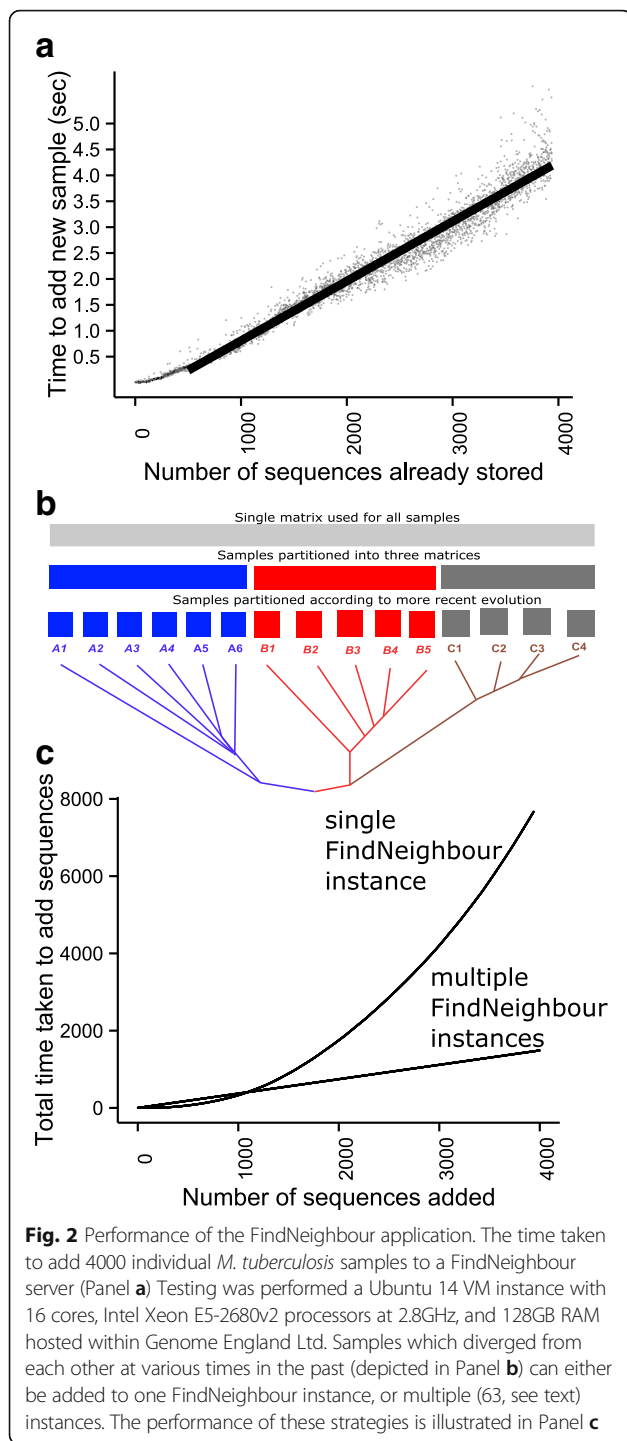 a
Time to add new sample (sec)
5.0
4.5
4.0
3.5
3.0
2.5
2.0
1.5
1.0
0.5
0
1000
2000
3000
4000
Number of sequences already stored
b
Single matrix used for all samples
Samples partitioned into three matrices
Samples partitioned according to more recent evolution
A1 A2 A3 A4 A5 A6 B1 B2 B3 B4 B5 C1 C2 C3 C4
c
Total time taken to add sequences
8000
6000
4000
2000
0
single
FindNeighbour
instance
multiple
FindNeighbour
instances
0
1000
2000
3000
4000
Number of sequences added
Fig. 2 Performance of the FindNeighbour application. The time taken
to add 4000 individual M. tuberculosis samples to a FindNeighbour
server (Panel a) Testing was performed a Ubuntu 14 VM instance with
16 cores, Intel Xeon E5-2680v2 processors at 2.8GHz, and 128GB RAM
hosted within Genome England Ltd. Samples which diverged from
each other at various times in the past (depicted in Panel b) can either
be added to one FindNeighbour instance, or multiple (63, see text)
instances. The performance of these strategies is illustrated in Panel c